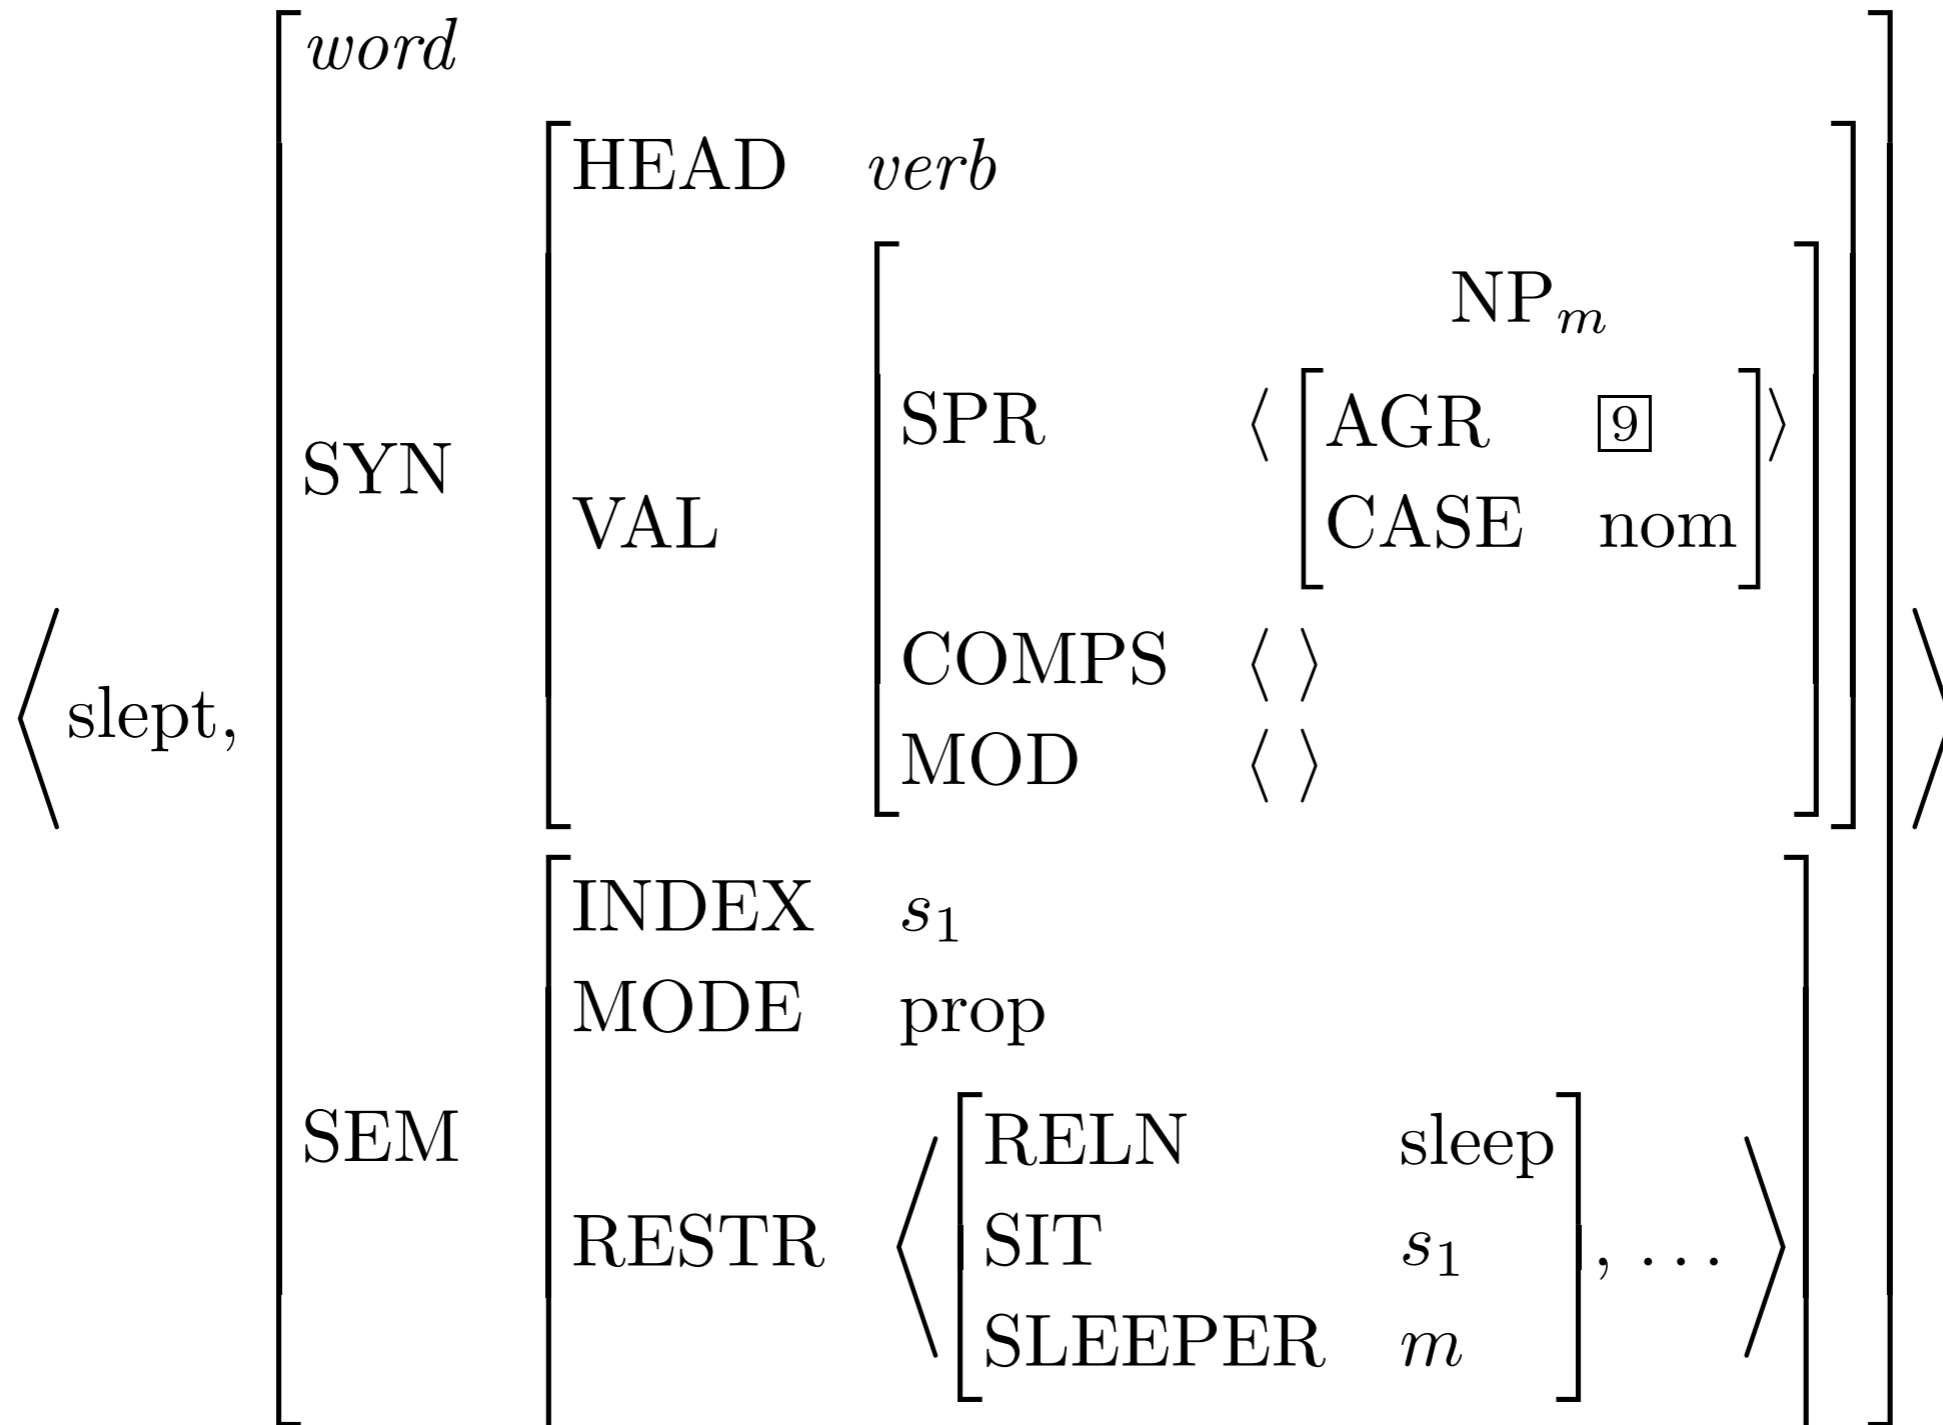 word
HEAD verb
NPₘ
SPR ⟨ [AGR 9] ⟩
SYN
VAL CASE nom
COMPS ⟨ ⟩
⟨ slept,
MOD ⟨ ⟩
INDEX s₁
MODE prop
SEM RELN sleep
RESTR ⟨ [SIT s₁] , … ⟩
SLEEPER m